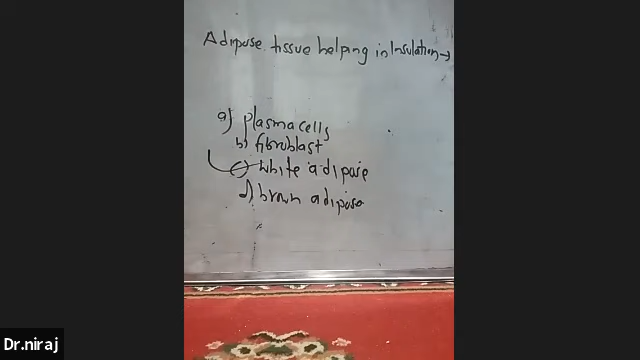 Adipose tissue helping in Insulation→
a) plasma cells
b) fibroblast
c) white adipose
d) brown adipose
Dr.niraj